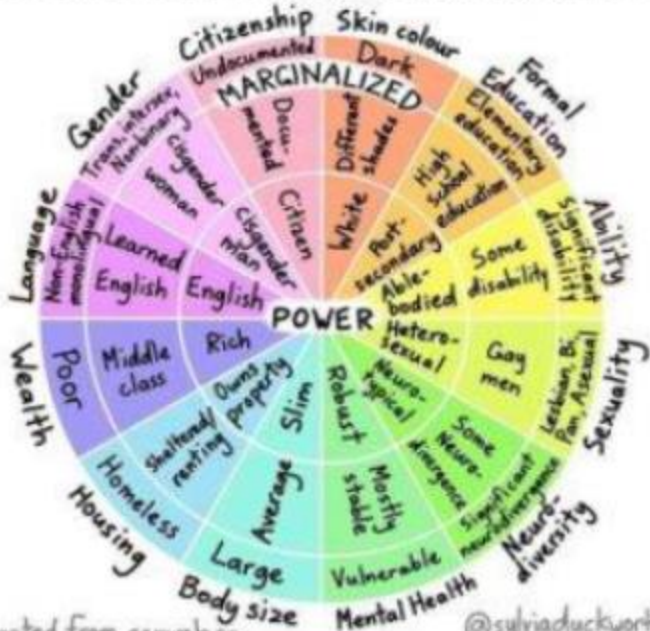 POWER
MARGINALIZED
Skin colour
Dark
Different
shades
White
Formal
Education
Elementary
education
High
school
education
Post-
secondary
Ability
Significant
disability
Some
disability
Able-
bodied
Sexuality
Lesbian, Bi,
Pan, Asexual
Gay
men
Hetero-
sexual
Neuro-
diversity
Significant
neurodivergence
Some
Neuro-
divergence
Neuro-
typical
Mental Health
Vulnerable
Mostly
stable
Robust
Body size
Large
Average
Slim
Housing
Homeless
Sheltered/
renting
Owns
property
Wealth
Poor
Middle
class
Rich
Language
Non-English
monolingual
Learned
English
English
Gender
Trans, intersex,
Nonbinary
Cisgender
woman
Cisgender
man
Citizenship
Undocumented
Docu-
mented
Citizen
@sylviaduckwort